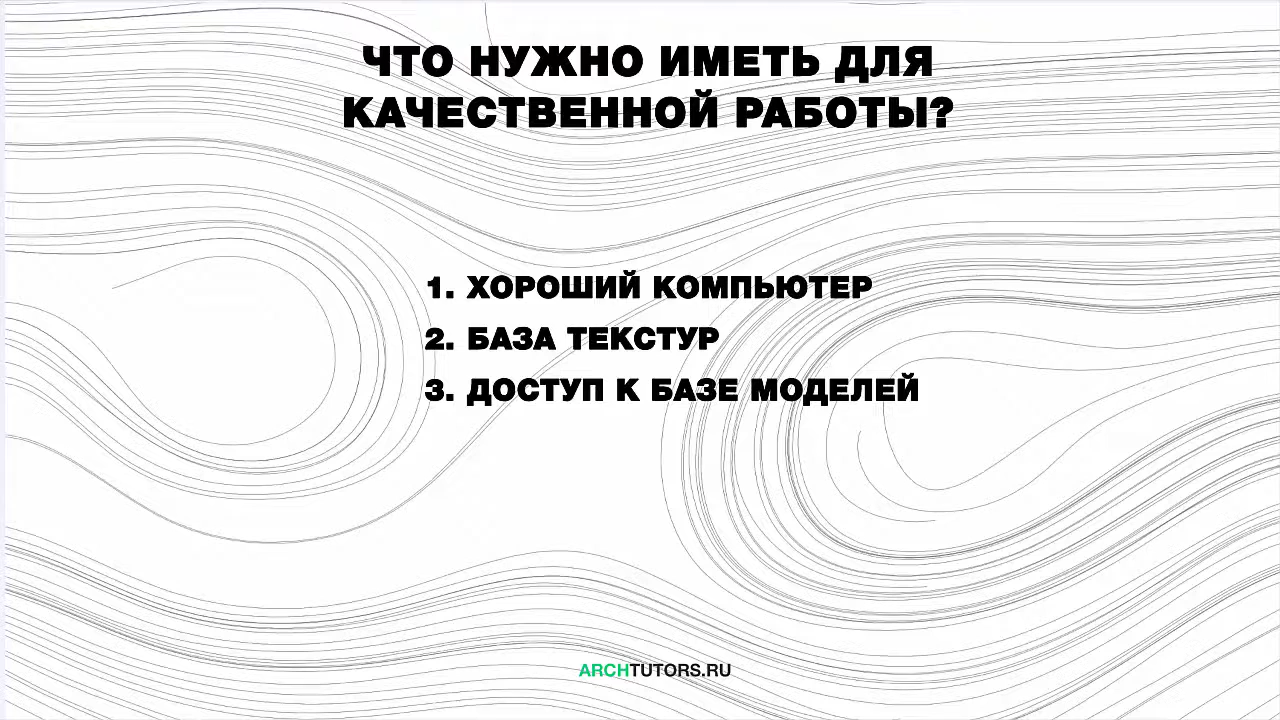 ЧТО НУЖНО ИМЕТЬ ДЛЯ
КАЧЕСТВЕННОЙ РАБОТЫ?
1. ХОРОШИЙ КОМПЬЮТЕР
2. БАЗА ТЕКСТУР
3. ДОСТУП К БАЗЕ МОДЕЛЕЙ
ARCHTUTORS.RU